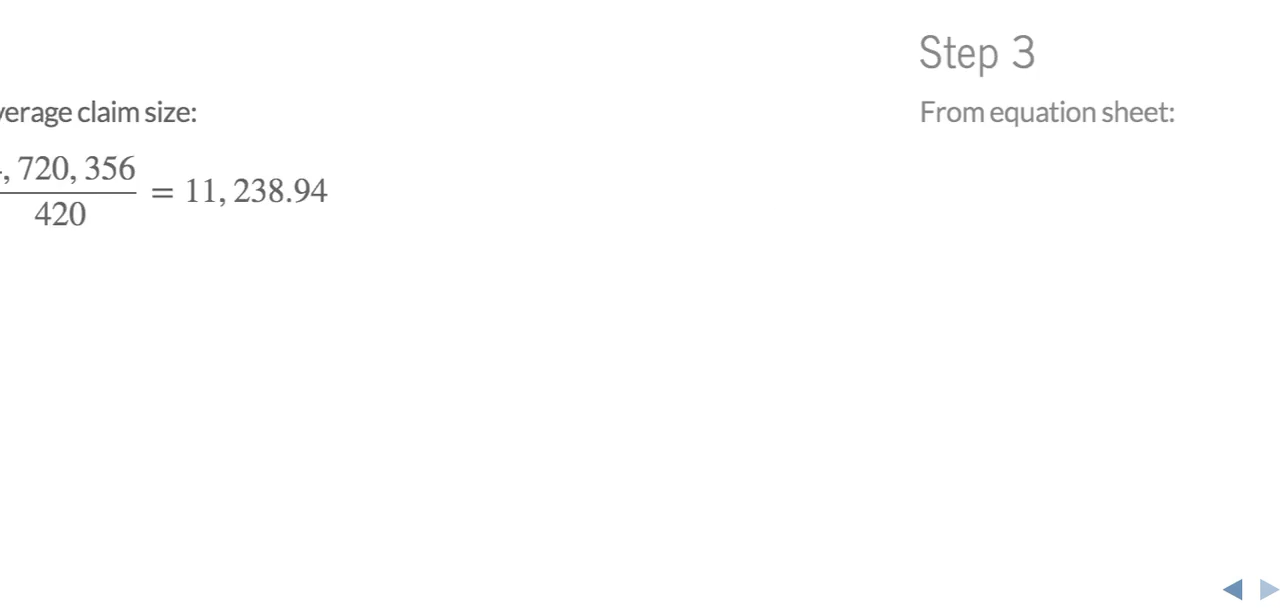 Step 3
verage claim size:
From equation sheet:
, 720, 356
420
= 11, 238.94